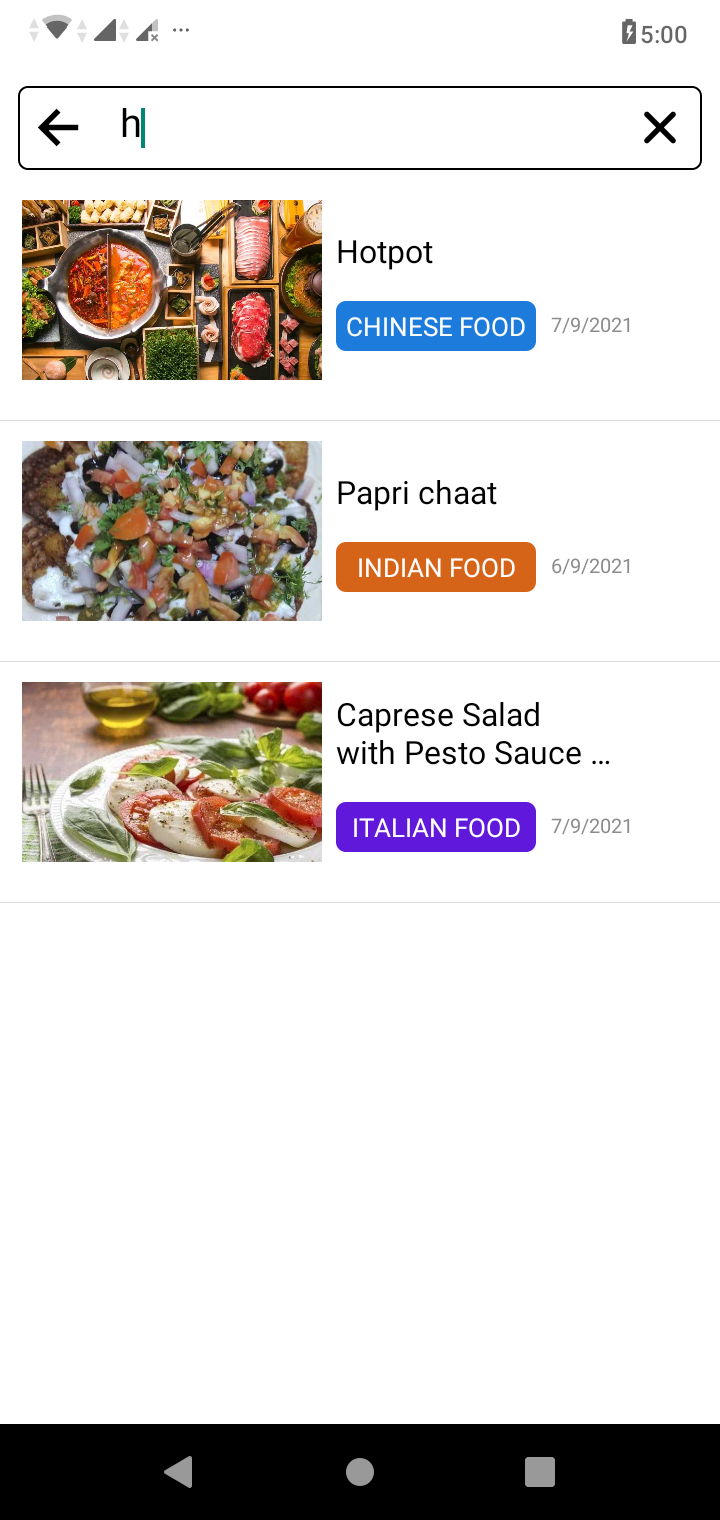 5:00
h
Hotpot
CHINESE FOOD 7/9/2021
Papri chaat
INDIAN FOOD 6/9/2021
Caprese Salad
with Pesto Sauce ...
ITALIAN FOOD 7/9/2021